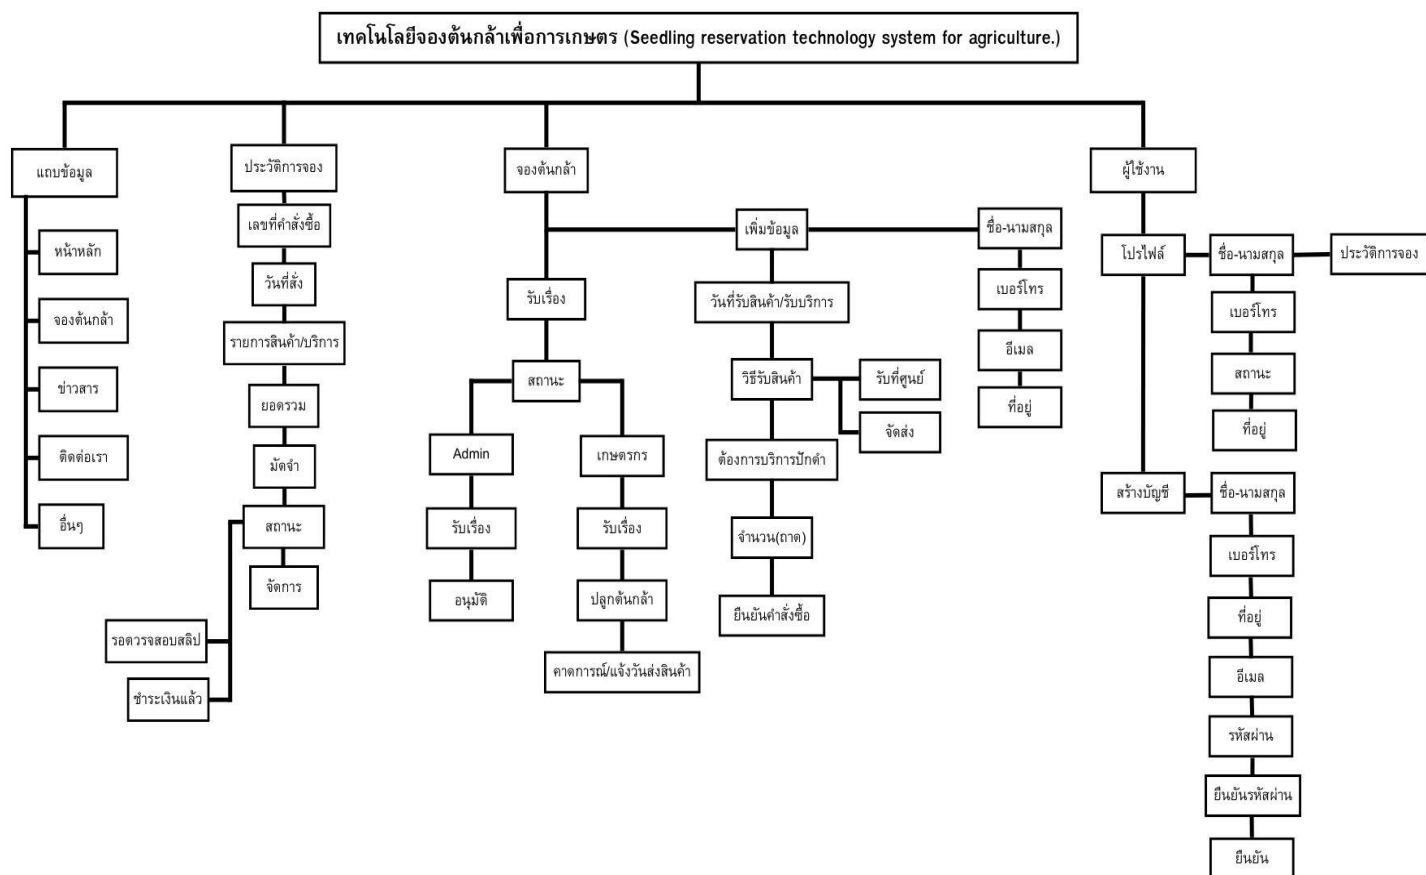 เทคโนโลยีจองต้นกล้าเพื่อการเกษตร (Seedling reservation technology system for agriculture.)
แถบข้อมูล
หน้าหลัก
จองต้นกล้า
ข่าวสาร
ติดต่อเรา
อื่นๆ
ประวัติการจอง
เลขที่คำสั่งซื้อ
วันที่สั่ง
รายการสินค้า/บริการ
ยอดรวม
มัดจำ
สถานะ
จัดการ
รอตวรจสอบสลิป
ชำระเงินแล้ว
จองต้นกล้า
รับเรื่อง
สถานะ
Admin
รับเรื่อง
อนุมัติ
เกษตรกร
รับเรื่อง
ปลูกต้นกล้า
คาดการณ์/แจ้งวันส่งสินค้า
เพิ่มข้อมูล
วันที่รับสินค้า/รับบริการ
วิธีรับสินค้า
รับที่ศูนย์
จัดส่ง
ต้องการบริการปักดำ
จำนวน(ถาด)
ยืนยันคำสั่งซื้อ
ชื่อ-นามสกุล
เบอร์โทร
อีเมล
ที่อยู่
ผู้ใช้งาน
โปรไฟล์
ชื่อ-นามสกุล
ประวัติการจอง
เบอร์โทร
สถานะ
ที่อยู่
สร้างบัญชี
ชื่อ-นามสกุล
เบอร์โทร
ที่อยู่
อีเมล
รหัสผ่าน
ยืนยันรหัสผ่าน
ยืนยัน